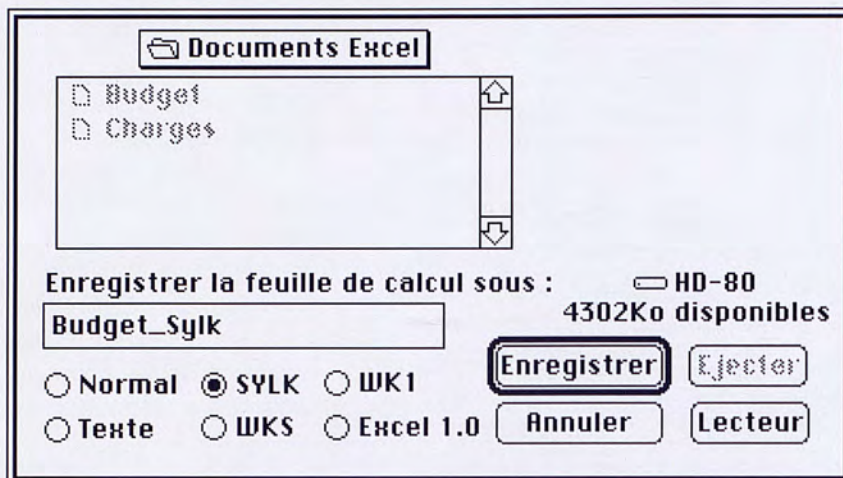 Documents Excel
Budget
Charges
Enregistrer la feuille de calcul sous :
HD-80
4302Ko disponibles
Budget_Sylk
Enregistrer
Ejecter
Normal
SYLK
WK1
Texte
WKS
Excel 1.0
Annuler
Lecteur